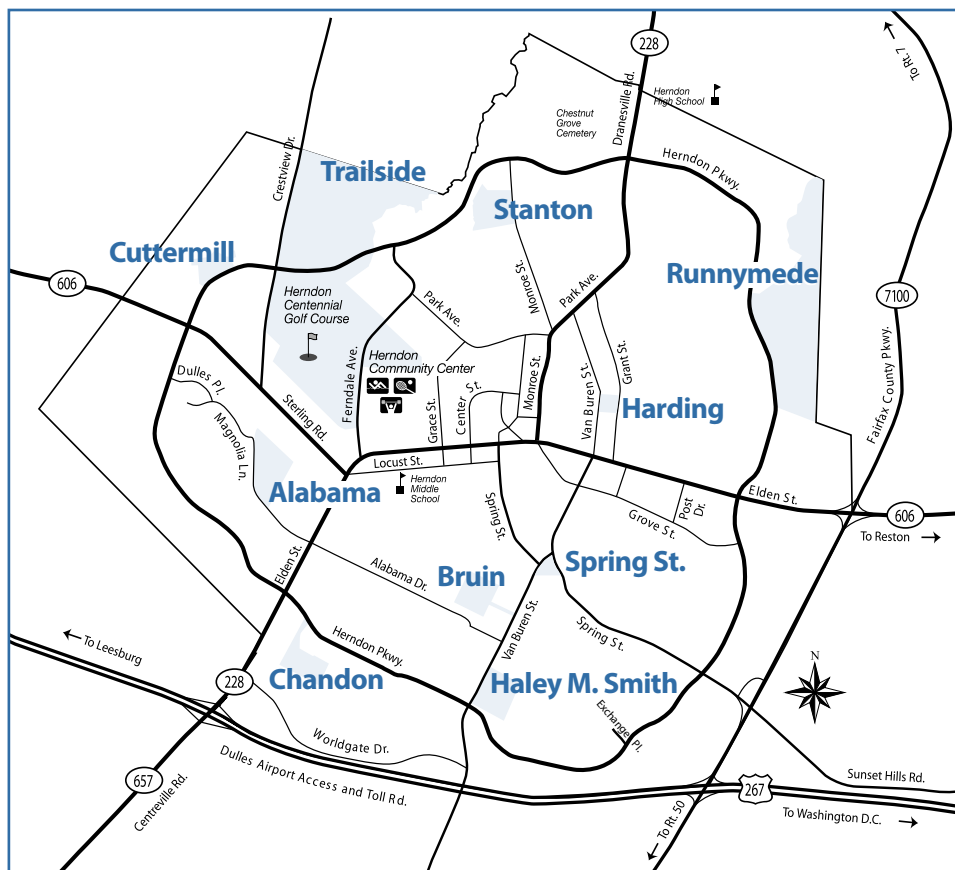 228
To Rt. 7
Dranesville Rd.
Herndon
High School
Chestnut
Grove
Cemetery
Crestview Dr.
Herndon Pkwy.
Trailside
Stanton
Cuttermill
Runnymede
606
7100
Herndon
Centennial
Golf Course
Park Ave.
Monroe St.
Park Ave.
Fairfax County Pkwy.
Herndon
Community Center
Dulles Pl.
Ferndale Ave.
Grace St.
Center
St.
Monroe St.
Van Buren St.
Grant St.
Harding
Sterling Rd.
Magnolia Ln.
Locust St.
Herndon
Middle
School
Alabama
Spring St.
Elden St.
Post
Dr.
Grove St.
606
To Reston
Elden St.
Alabama Dr.
Bruin
Spring St.
Van Buren St.
Spring St.
To Leesburg
Herndon Pkwy.
N
228
Chandon
Haley M. Smith
Exchange Pl.
Worldgate Dr.
Dulles Airport Access and Toll Rd.
657
Centreville Rd.
Sunset Hills Rd.
267
To Washington D.C.
To Rt. 50